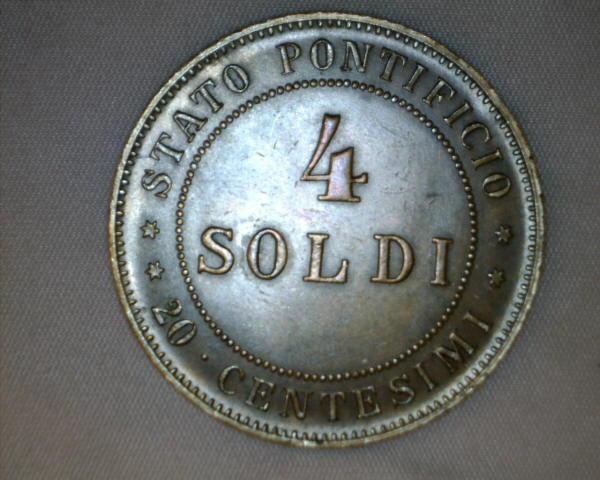 STATO PONTIFICIO
4
SOLDI
20. CENTESIMI